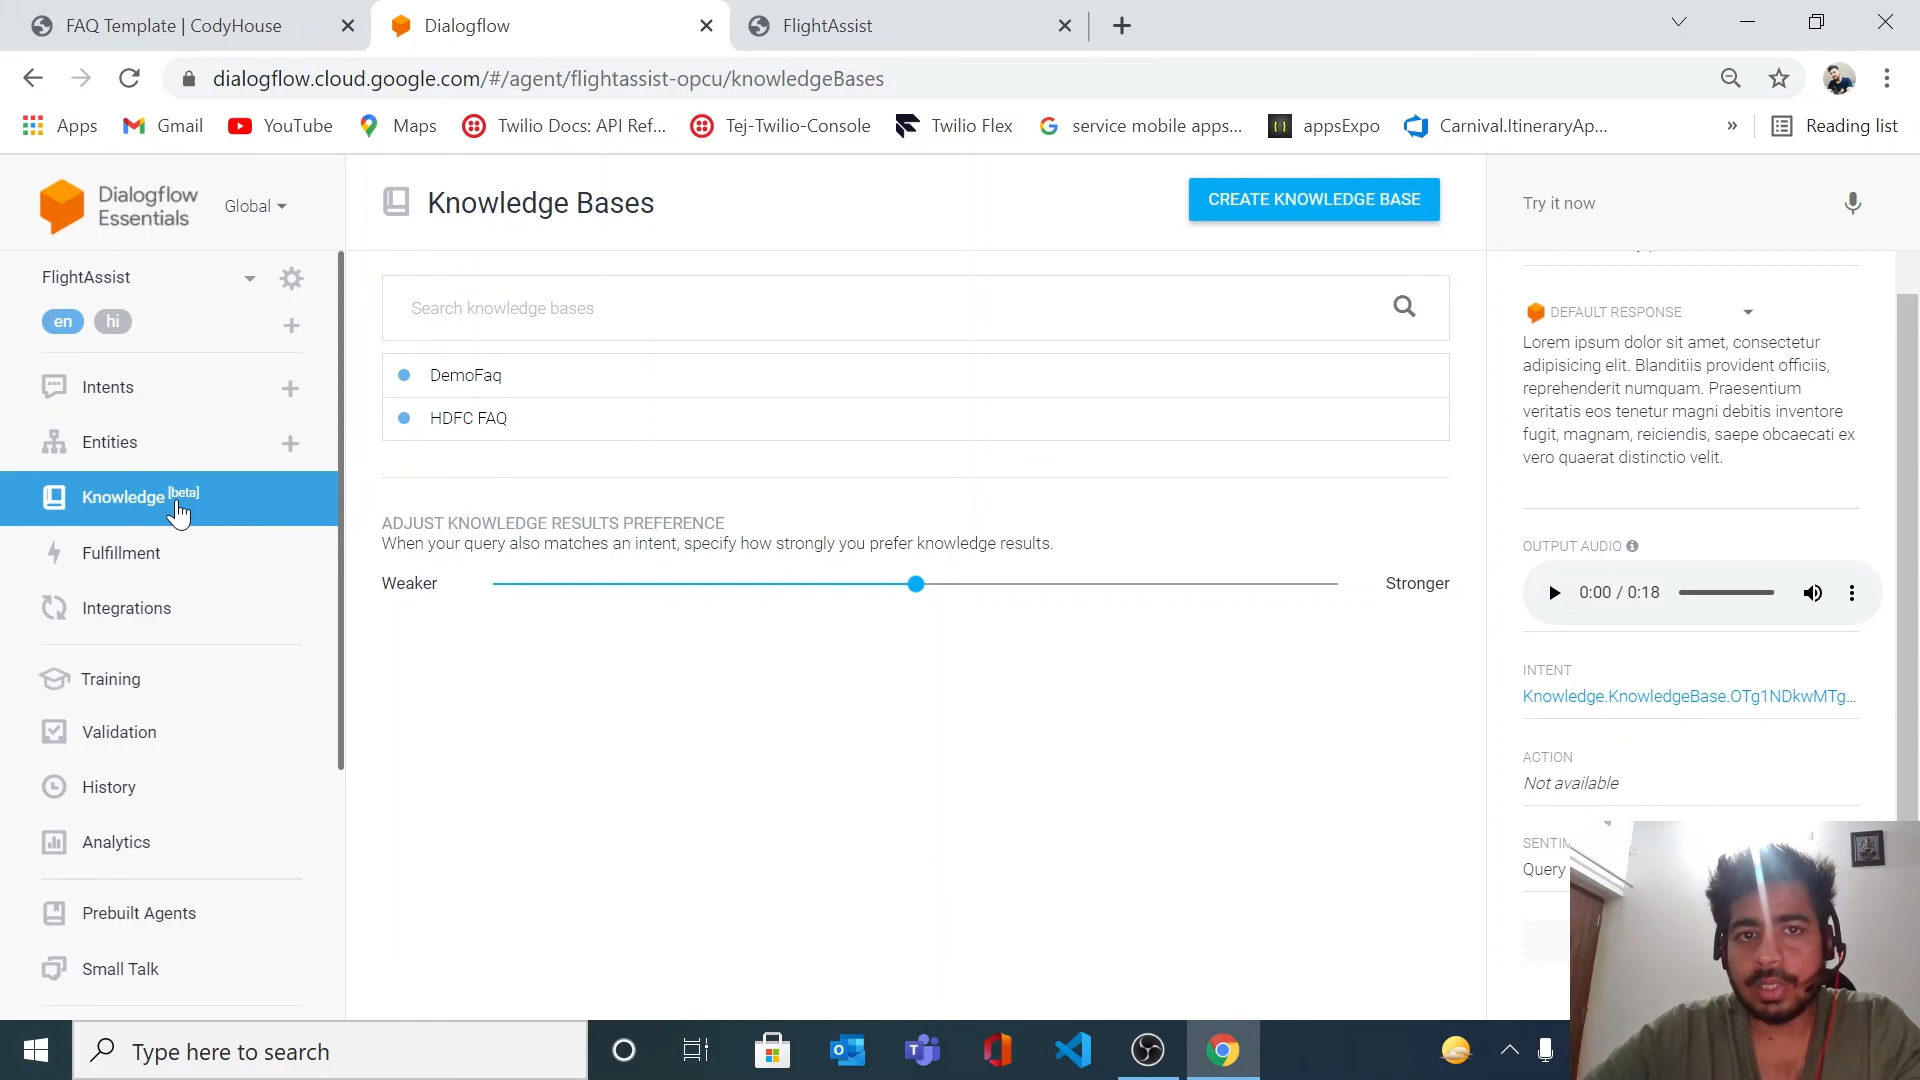 FAQ Template | CodyHouse
Dialogflow
FlightAssist
dialogflow.cloud.google.com/#/agent/flightassist-opcu/knowledgeBases
Apps
Gmail
YouTube
Maps
Twilio Docs: API Ref...
Tej-Twilio-Console
Twilio Flex
service mobile apps...
appsExpo
Carnival.ItineraryAp...
»
Reading list
Dialogflow
Essentials
Global
Knowledge Bases
CREATE KNOWLEDGE BASE
Try it now
FlightAssist
en
hi
Intents
Entities
Knowledge [beta]
Fulfillment
Integrations
Training
Validation
History
Analytics
Prebuilt Agents
Small Talk
Search knowledge bases
DemoFaq
HDFC FAQ
ADJUST KNOWLEDGE RESULTS PREFERENCE
When your query also matches an intent, specify how strongly you prefer knowledge results.
Weaker
Stronger
DEFAULT RESPONSE
Lorem ipsum dolor sit amet, consectetur
adipisicing elit. Blanditiis provident officiis,
reprehenderit numquam. Praesentium
veritatis eos tenetur magni debitis inventore
fugit, magnam, reiciendis, saepe obcaecati ex
vero quaerat distinctio velit.
OUTPUT AUDIO
0:00 / 0:18
INTENT
Knowledge.KnowledgeBase.OTg1NDkwMTg...
ACTION
Not available
SENTIM
Query
Type here to search